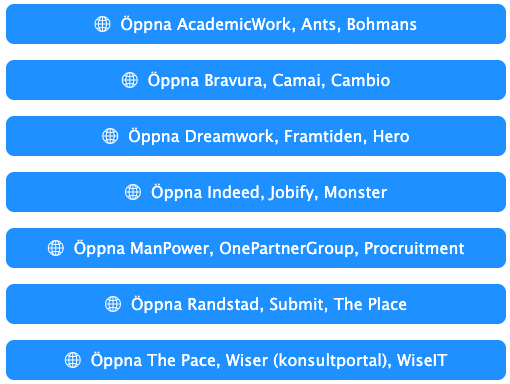 Öppna AcademicWork, Ants, Bohmans
Öppna Bravura, Camai, Cambio
Öppna Dreamwork, Framtiden, Hero
Öppna Indeed, Jobify, Monster
Öppna ManPower, OnePartnerGroup, Procruitment
Öppna Randstad, Submit, The Place
Öppna The Pace, Wiser (konsultportal), WiseIT